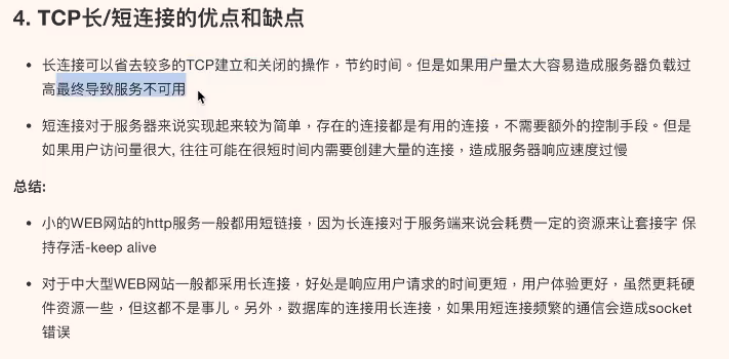 4. TCP长/短连接的优点和缺点
• 长连接可以省去较多的TCP建立和关闭的操作，节约时间。但是如果用户量太大容易造成服务器负载过
高最终导致服务不可用
• 短连接对于服务器来说实现起来较为简单，存在的连接都是有用的连接，不需要额外的控制手段。但是
如果用户访问量很大, 往往可能在很短时间内需要创建大量的连接，造成服务器响应速度过慢
总结:
• 小的WEB网站的http服务一般都用短链接，因为长连接对于服务端来说会耗费一定的资源来让套接字 保
持存活-keep alive
• 对于中大型WEB网站一般都采用长连接，好处是响应用户请求的时间更短，用户体验更好，虽然更耗硬
件资源一些，但这都不是事儿。另外，数据库的连接用长连接，如果用短连接频繁的通信会造成socket
错误